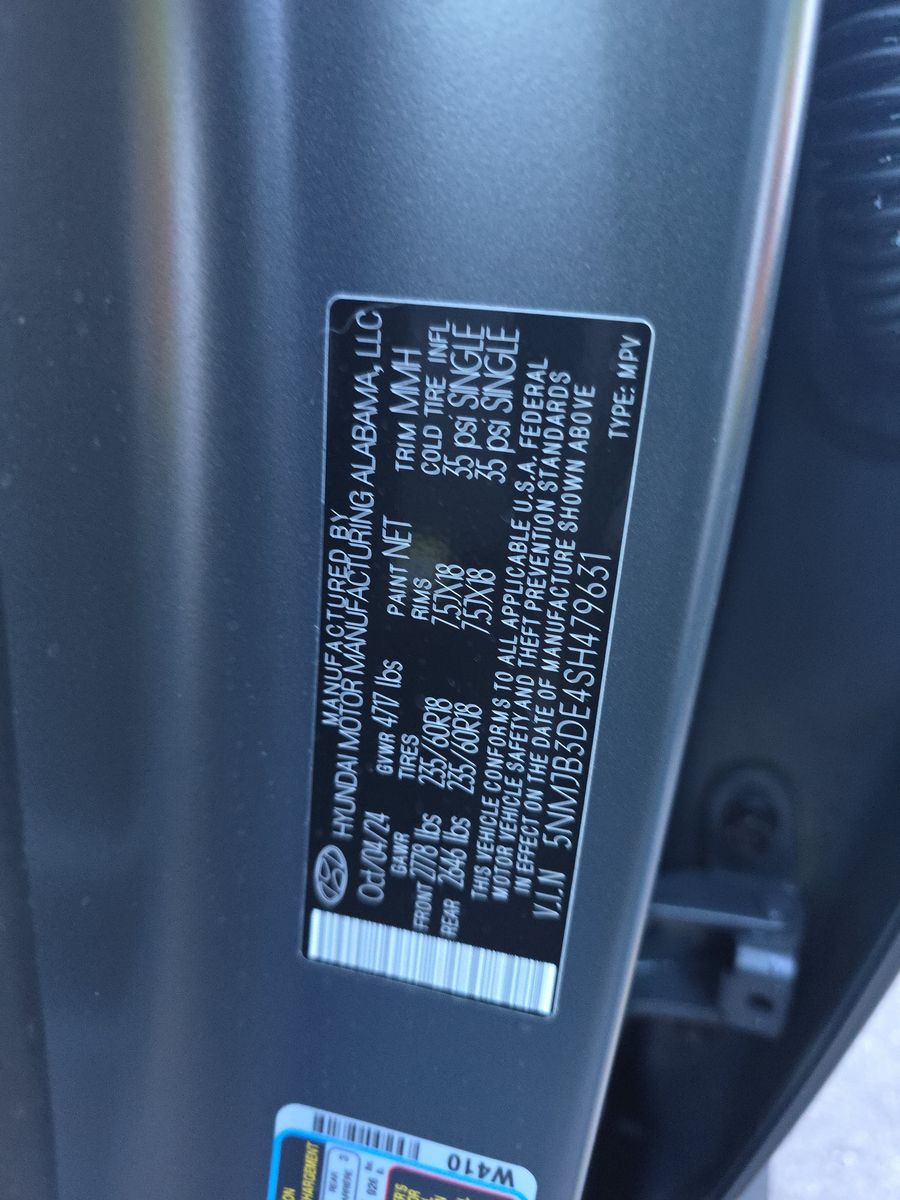 MANUFACTURED BY
HYUNDAI MOTOR MANUFACTURING ALABAMA, LLC
Oct/04/24 GVWR 4717 lbs PAINT NET TRIM MMH
GAWR TIRES RIMS COLD TIRE INFL
FRONT 2778 lbs 235/60R18 7.5JX18 35 psi SINGLE
REAR 2646 lbs 235/60R18 7.5JX18 35 psi SINGLE
THIS VEHICLE CONFORMS TO ALL APPLICABLE U.S.A. FEDERAL
MOTOR VEHICLE SAFETY AND THEFT PREVENTION STANDARDS
IN EFFECT ON THE DATE OF MANUFACTURE SHOWN ABOVE
V.I.N 5NMJB3DE4SH479631 TYPE: MPV
W410
REAR